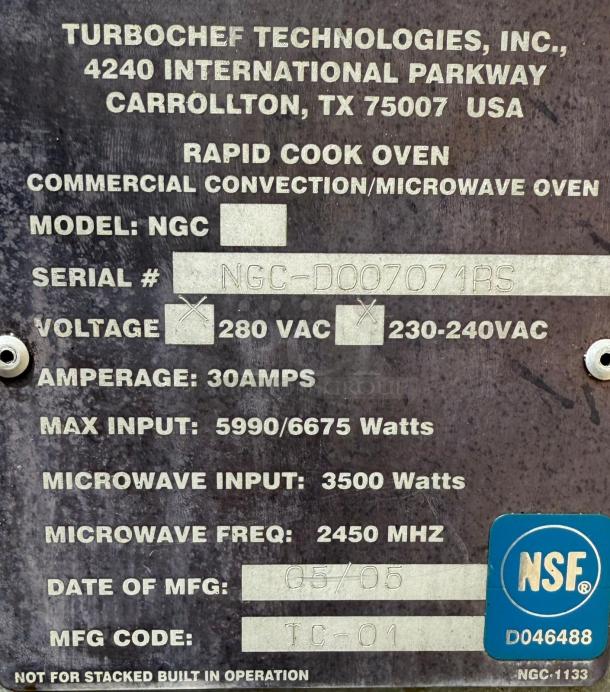 TURBOCHEF TECHNOLOGIES, INC.,
4240 INTERNATIONAL PARKWAY
CARROLLTON, TX 75007 USA
RAPID COOK OVEN
COMMERCIAL CONVECTION/MICROWAVE OVEN
MODEL: NGC
SERIAL # NGC-D007071RS
VOLTAGE X 280 VAC X 230-240VAC
AMPERAGE: 30AMPS
MAX INPUT: 5990/6675 Watts
MICROWAVE INPUT: 3500 Watts
MICROWAVE FREQ: 2450 MHZ
DATE OF MFG: 05/05
MFG CODE: TC-01
NSF®
D046488
NOT FOR STACKED BUILT IN OPERATION NGC-1133